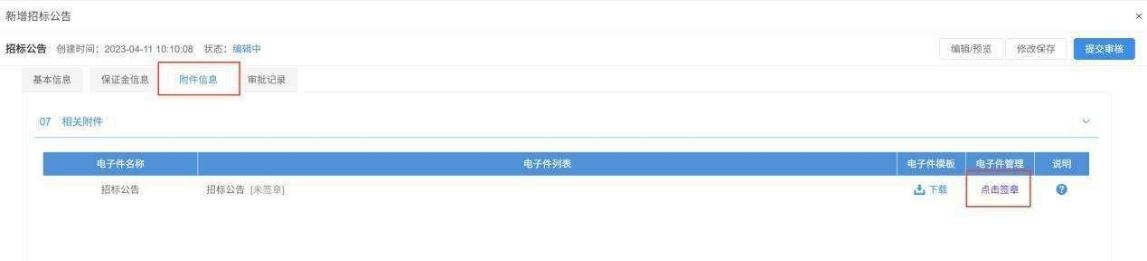 新增招标公告 ×
招标公告 创建时间：2023-04-11 10:10:08 状态：编辑中 编辑/预览 修改保存 提交审核
基本信息 保证金信息 附件信息 审批记录
07 相关附件
电子件名称 电子件列表 电子件模板 电子件管理 说明
招标公告 招标公告 [未签章] 下载 点击签章 ?